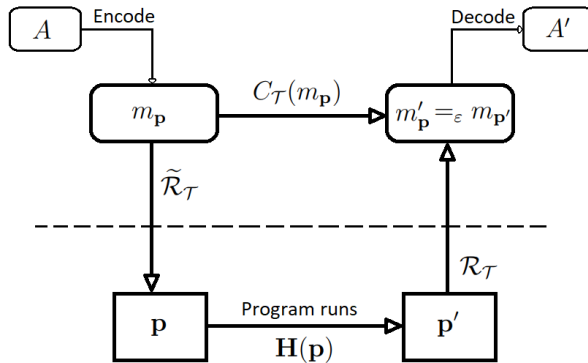 A Encode Decode A′
m_𝐩 C_𝒯(m_𝐩) m′_𝐩 =_ε m_𝐩′
ℛ̃_𝒯
ℛ_𝒯
𝐩 Program runs 𝐩′
𝐇(𝐩)